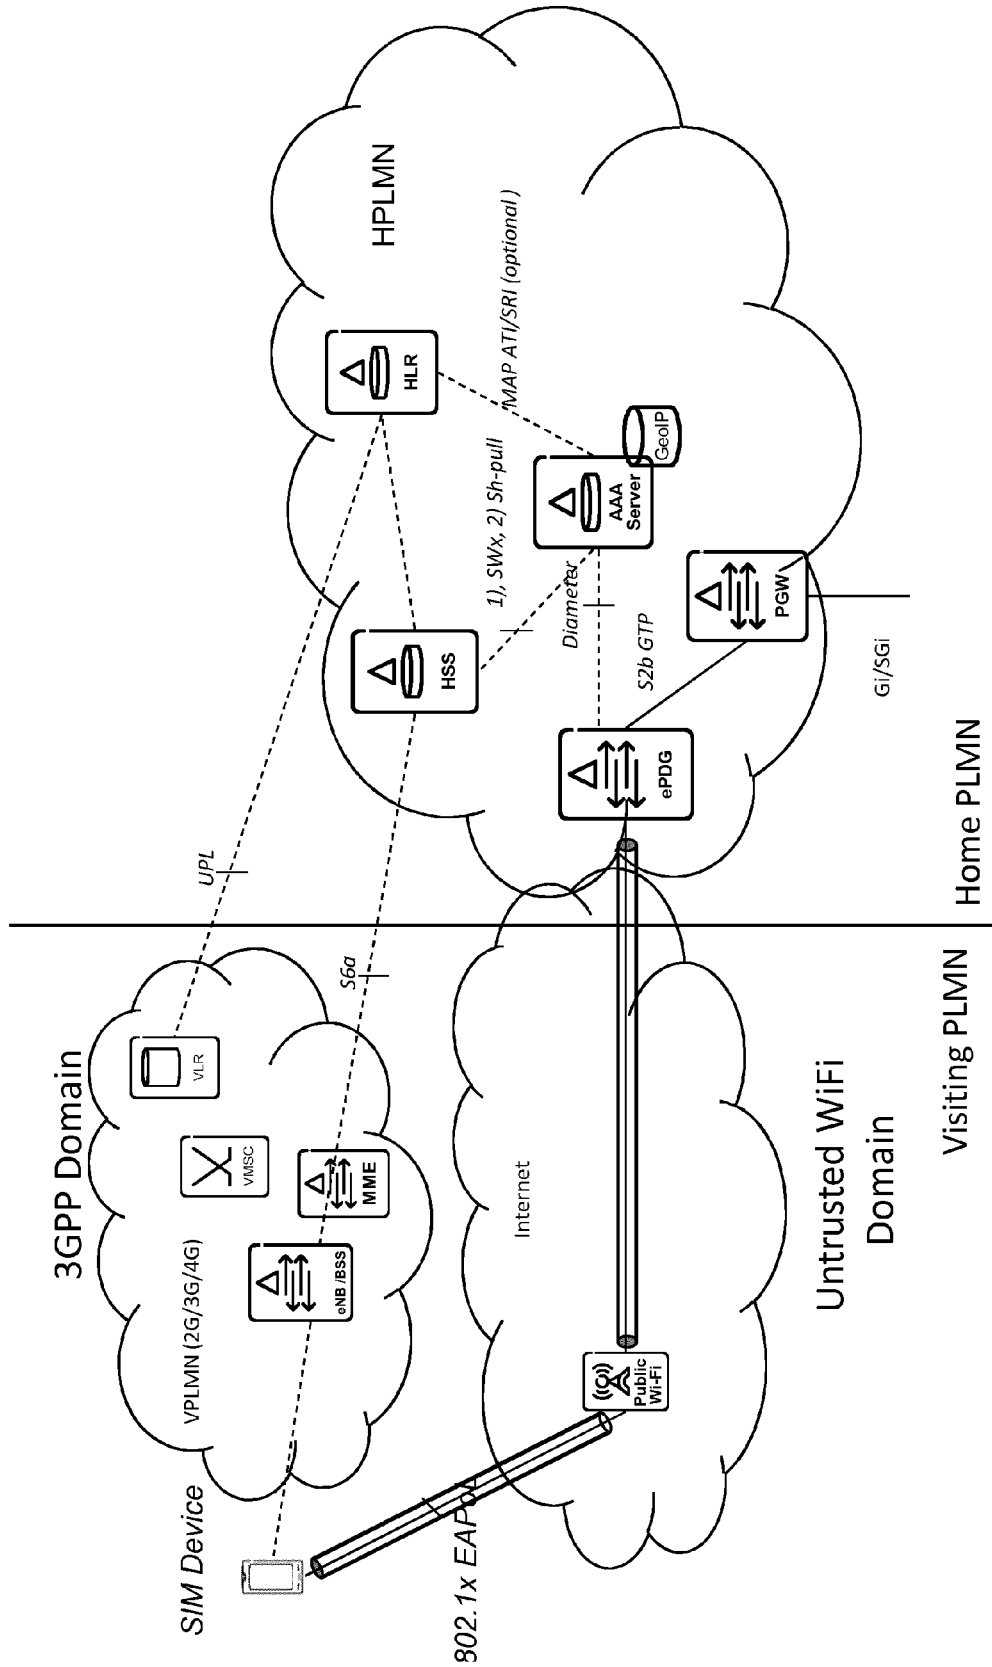 3GPP Domain
SIM Device
VPLMN (2G/3G/4G)
eNB /BSS
VMSC
MME
VLR
UPL
S6a
HPLMN
HSS
HLR
1), SWx, 2) Sh-pull
MAP ATI/SRI (optional )
Diameter
AAA
Server
GeoIP
S2b GTP
ePDG
PGW
Gi/SGi
802.1x EAP
Public
Wi-Fi
Internet
Untrusted WiFi
Domain
Visiting PLMN
Home PLMN